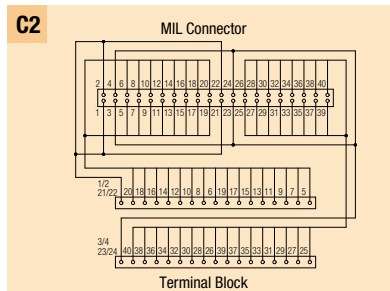 C2
MIL Connector
2 4 6 8 10 12 14 16 18 20 22 24 26 28 30 32 34 36 38 40
1 3 5 7 9 11 13 15 17 19 21 23 25 27 29 31 33 35 37 39
1/2
21/22 20 18 16 14 12 10 8 6 19 17 15 13 11 9 7 5
3/4
23/24 40 38 36 34 32 30 28 26 39 37 35 33 31 29 27 25
Terminal Block